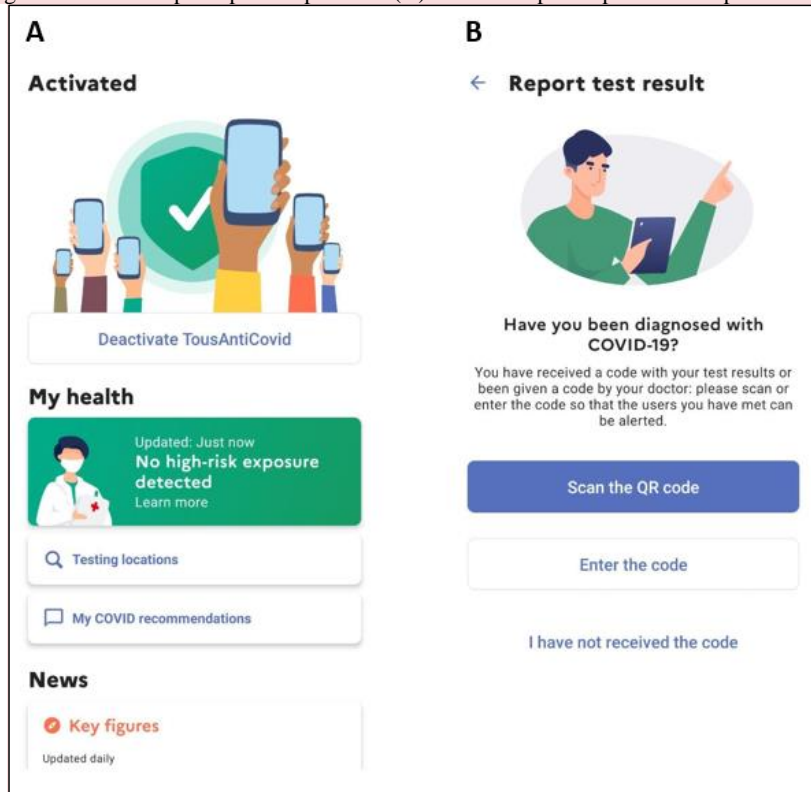 A
Activated
Deactivate TousAntiCovid
My health
Updated: Just now
No high-risk exposure
detected
Learn more
Testing locations
My COVID recommendations
News
Key figures
Updated daily
B
Report test result
Have you been diagnosed with
COVID-19?
You have received a code with your test results or
been given a code by your doctor: please scan or
enter the code so that the users you have met can
be alerted.
Scan the QR code
Enter the code
I have not received the code